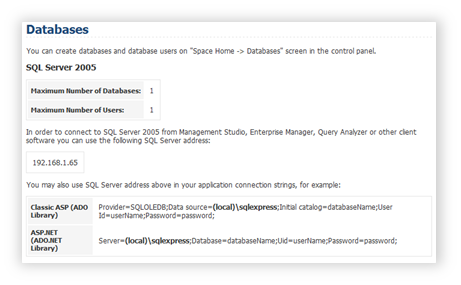 Databases
You can create databases and database users on "Space Home -> Databases" screen in the control panel.
SQL Server 2005
Maximum Number of Databases: 1
Maximum Number of Users: 1
In order to connect to SQL Server 2005 from Management Studio, Enterprise Manager, Query Analyzer or other client
software you can use the following SQL Server address:
192.168.1.65
You may also use SQL Server address above in your application connection strings, for example:
Classic ASP (ADO Library) Provider=SQLOLEDB;Data source=(local)\sqlexpress;Initial catalog=databaseName;User
Id=userName;Password=password;
ASP.NET
(ADO.NET
Library)
Server=(local)\sqlexpress;Database=databaseName;Uid=userName;Password=password;